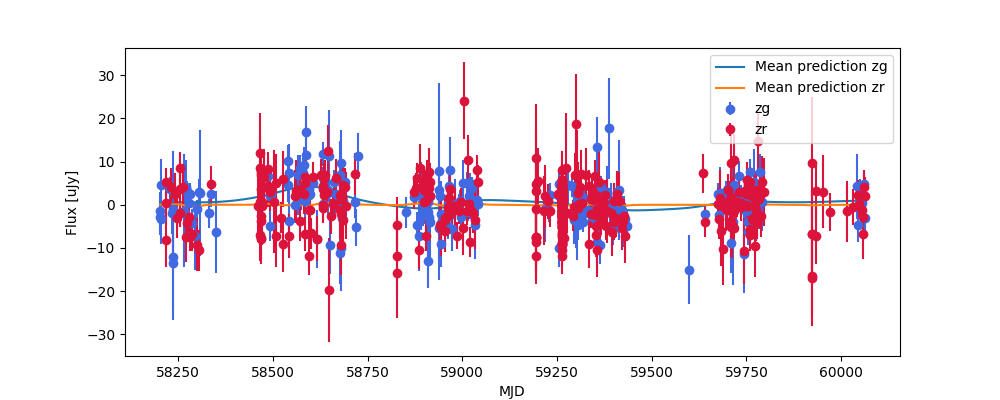 Mean prediction zg
Mean prediction zr
zg
zr
Flux [uJy]
30
20
10
0
−10
−20
−30
58250
58500
58750
59000
59250
59500
59750
60000
MJD